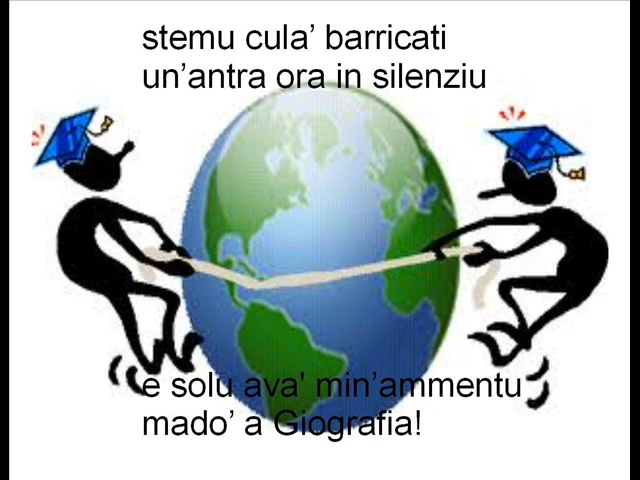 stemu cula’ barricati
un’antra ora in silenziu
e solu ava' min’ammentu
mado’ a Giografia!